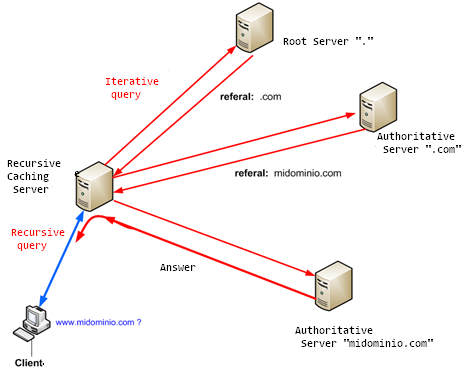 Root Server "."
Iterative
query
referal: .com
Authoritative
Server ".com"
Recursive
Caching
Server
e
referal: midominio.com
Recursive
query
Answer
www.midominio.com ?
Authoritative
Server "midominio.com"
Client